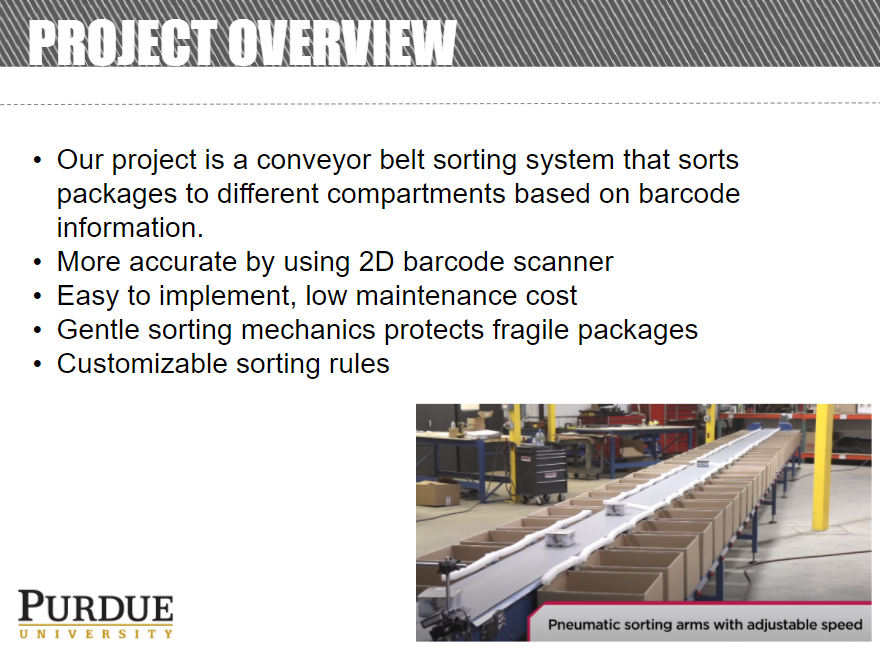 PROJECT OVERVIEW
• Our project is a conveyor belt sorting system that sorts
packages to different compartments based on barcode
information.
• More accurate by using 2D barcode scanner
• Easy to implement, low maintenance cost
• Gentle sorting mechanics protects fragile packages
• Customizable sorting rules
Pneumatic sorting arms with adjustable speed
PURDUE
UNIVERSITY